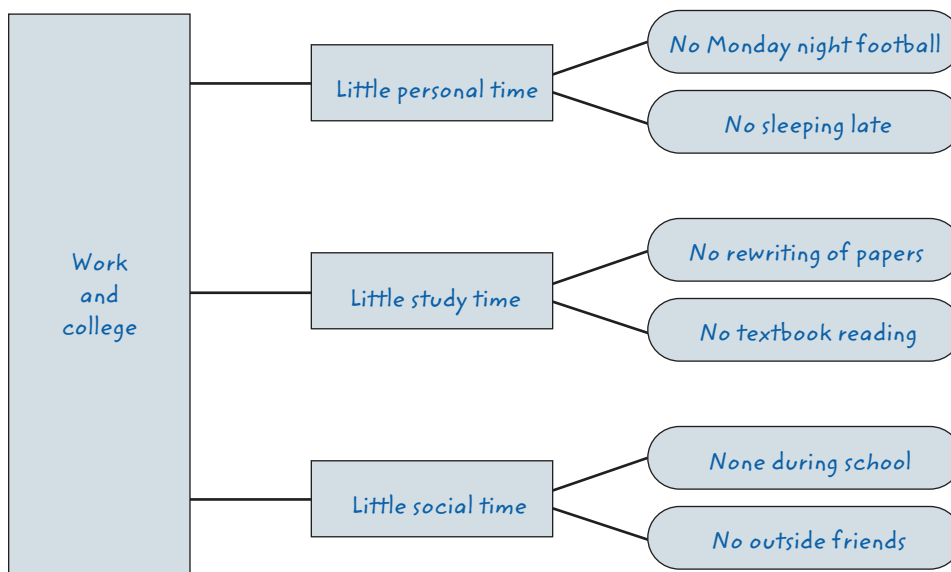 Work
and
college
Little personal time
No Monday night football
No sleeping late
Little study time
No rewriting of papers
No textbook reading
Little social time
None during school
No outside friends